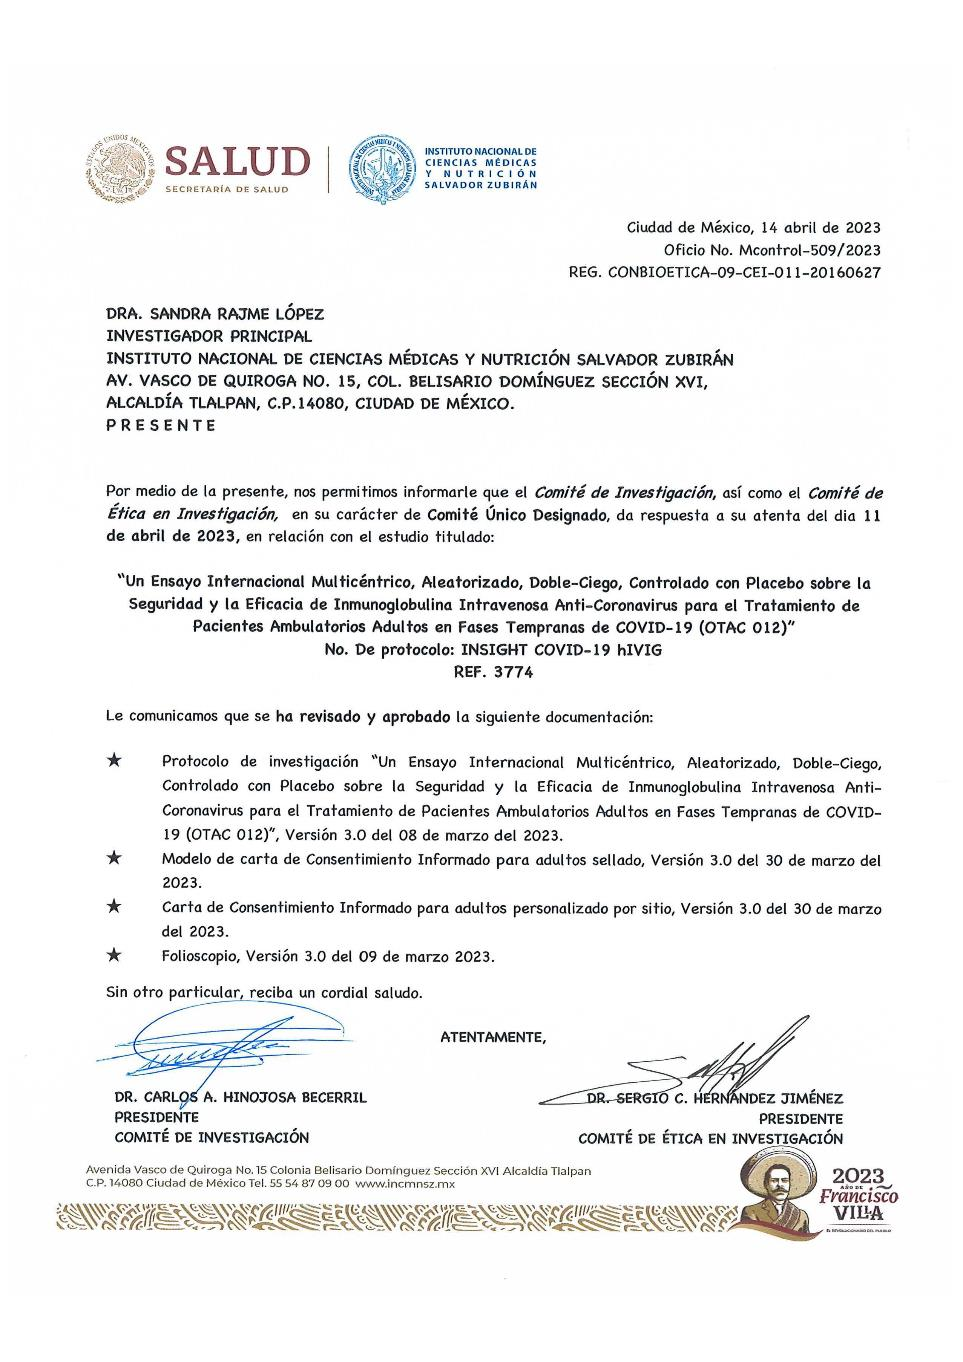 SALUD
SECRETARÍA DE SALUD
INSTITUTO NACIONAL DE
CIENCIAS MÉDICAS
Y NUTRICIÓN
SALVADOR ZUBIRÁN
Ciudad de México, 14 abril de 2023
Oficio No. Mcontrol-509/2023
REG. CONBIOETICA-09-CEI-011-20160627
DRA. SANDRA RAJME LÓPEZ
INVESTIGADOR PRINCIPAL
INSTITUTO NACIONAL DE CIENCIAS MÉDICAS Y NUTRICIÓN SALVADOR ZUBIRÁN
AV. VASCO DE QUIROGA NO. 15, COL. BELISARIO DOMÍNGUEZ SECCIÓN XVI,
ALCALDÍA TLALPAN, C.P.14080, CIUDAD DE MÉXICO.
P R E S E N T E
Por medio de la presente, nos permitimos informarle que el Comité de Investigación, así como el Comité de
Ética en Investigación, en su carácter de Comité Único Designado, da respuesta a su atenta del dia 11
de abril de 2023, en relación con el estudio titulado:
"Un Ensayo Internacional Multicéntrico, Aleatorizado, Doble-Ciego, Controlado con Placebo sobre la
Seguridad y la Eficacia de Inmunoglobulina Intravenosa Anti-Coronavirus para el Tratamiento de
Pacientes Ambulatorios Adultos en Fases Tempranas de COVID-19 (OTAC 012)"
No. De protocolo: INSIGHT COVID-19 hIVIG
REF. 3774
Le comunicamos que se ha revisado y aprobado la siguiente documentación:
★ Protocolo de investigación "Un Ensayo Internacional Multicéntrico, Aleatorizado, Doble-Ciego,
Controlado con Placebo sobre la Seguridad y la Eficacia de Inmunoglobulina Intravenosa Anti-
Coronavirus para el Tratamiento de Pacientes Ambulatorios Adultos en Fases Tempranas de COVID-
19 (OTAC 012)", Versión 3.0 del 08 de marzo del 2023.
★ Modelo de carta de Consentimiento Informado para adultos sellado, Versión 3.0 del 30 de marzo del
2023.
★ Carta de Consentimiento Informado para adultos personalizado por sitio, Versión 3.0 del 30 de marzo
del 2023.
★ Folioscopio, Versión 3.0 del 09 de marzo 2023.
Sin otro particular, reciba un cordial saludo.
ATENTAMENTE,
DR. CARLOS A. HINOJOSA BECERRIL
PRESIDENTE
COMITÉ DE INVESTIGACIÓN
DR. SERGIO C. HERNÁNDEZ JIMÉNEZ
PRESIDENTE
COMITÉ DE ÉTICA EN INVESTIGACIÓN
Avenida Vasco de Quiroga No. 15 Colonia Belisario Domínguez Sección XVI Alcaldía Tlalpan
C.P. 14080 Ciudad de México Tel. 55 54 87 09 00 www.incmnsz.mx
2023
AÑO DE
Francisco
VILLA
EL REVOLUCIONARIO DEL PUEBLO